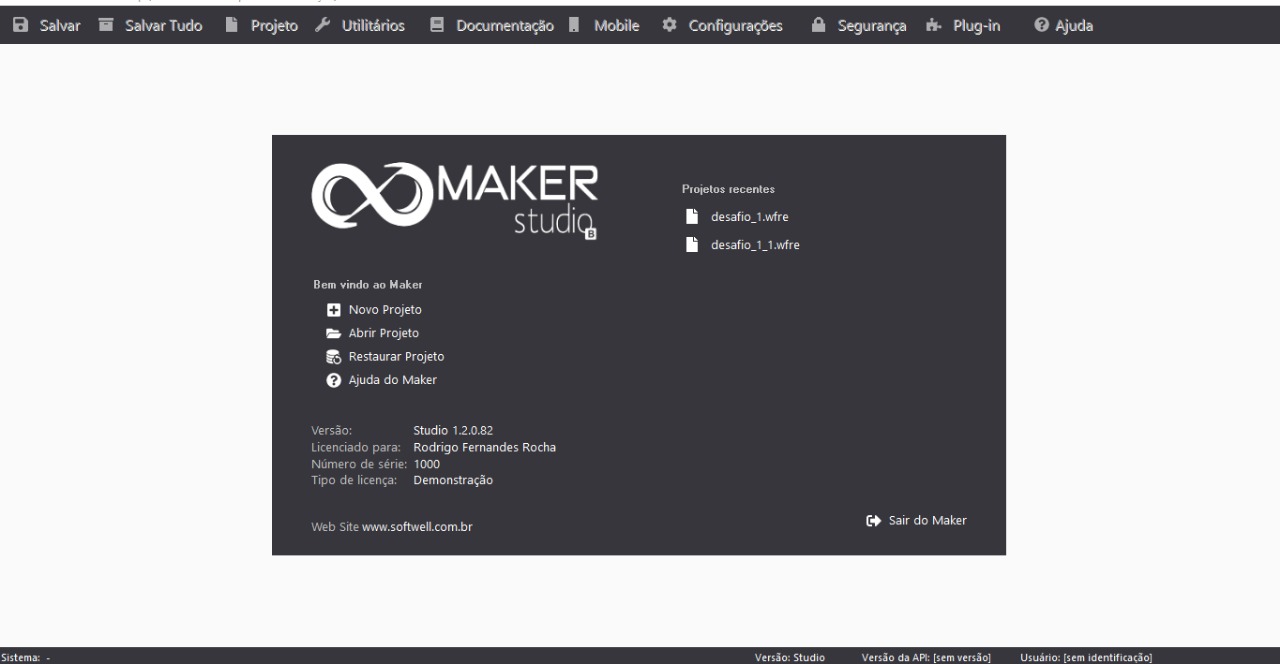 Salvar Salvar Tudo Projeto Utilitários Documentação Mobile Configurações Segurança Plug-in Ajuda
MAKER
studio
B
Projetos recentes
desafio_1.wfre
desafio_1_1.wfre
Bem vindo ao Maker
Novo Projeto
Abrir Projeto
Restaurar Projeto
Ajuda do Maker
Versão: Studio 1.2.0.82
Licenciado para: Rodrigo Fernandes Rocha
Número de série: 1000
Tipo de licença: Demonstração
Web Site www.softwell.com.br
Sair do Maker
Sistema: - Versão: Studio Versão da API: [sem versão] Usuário: [sem identificação]